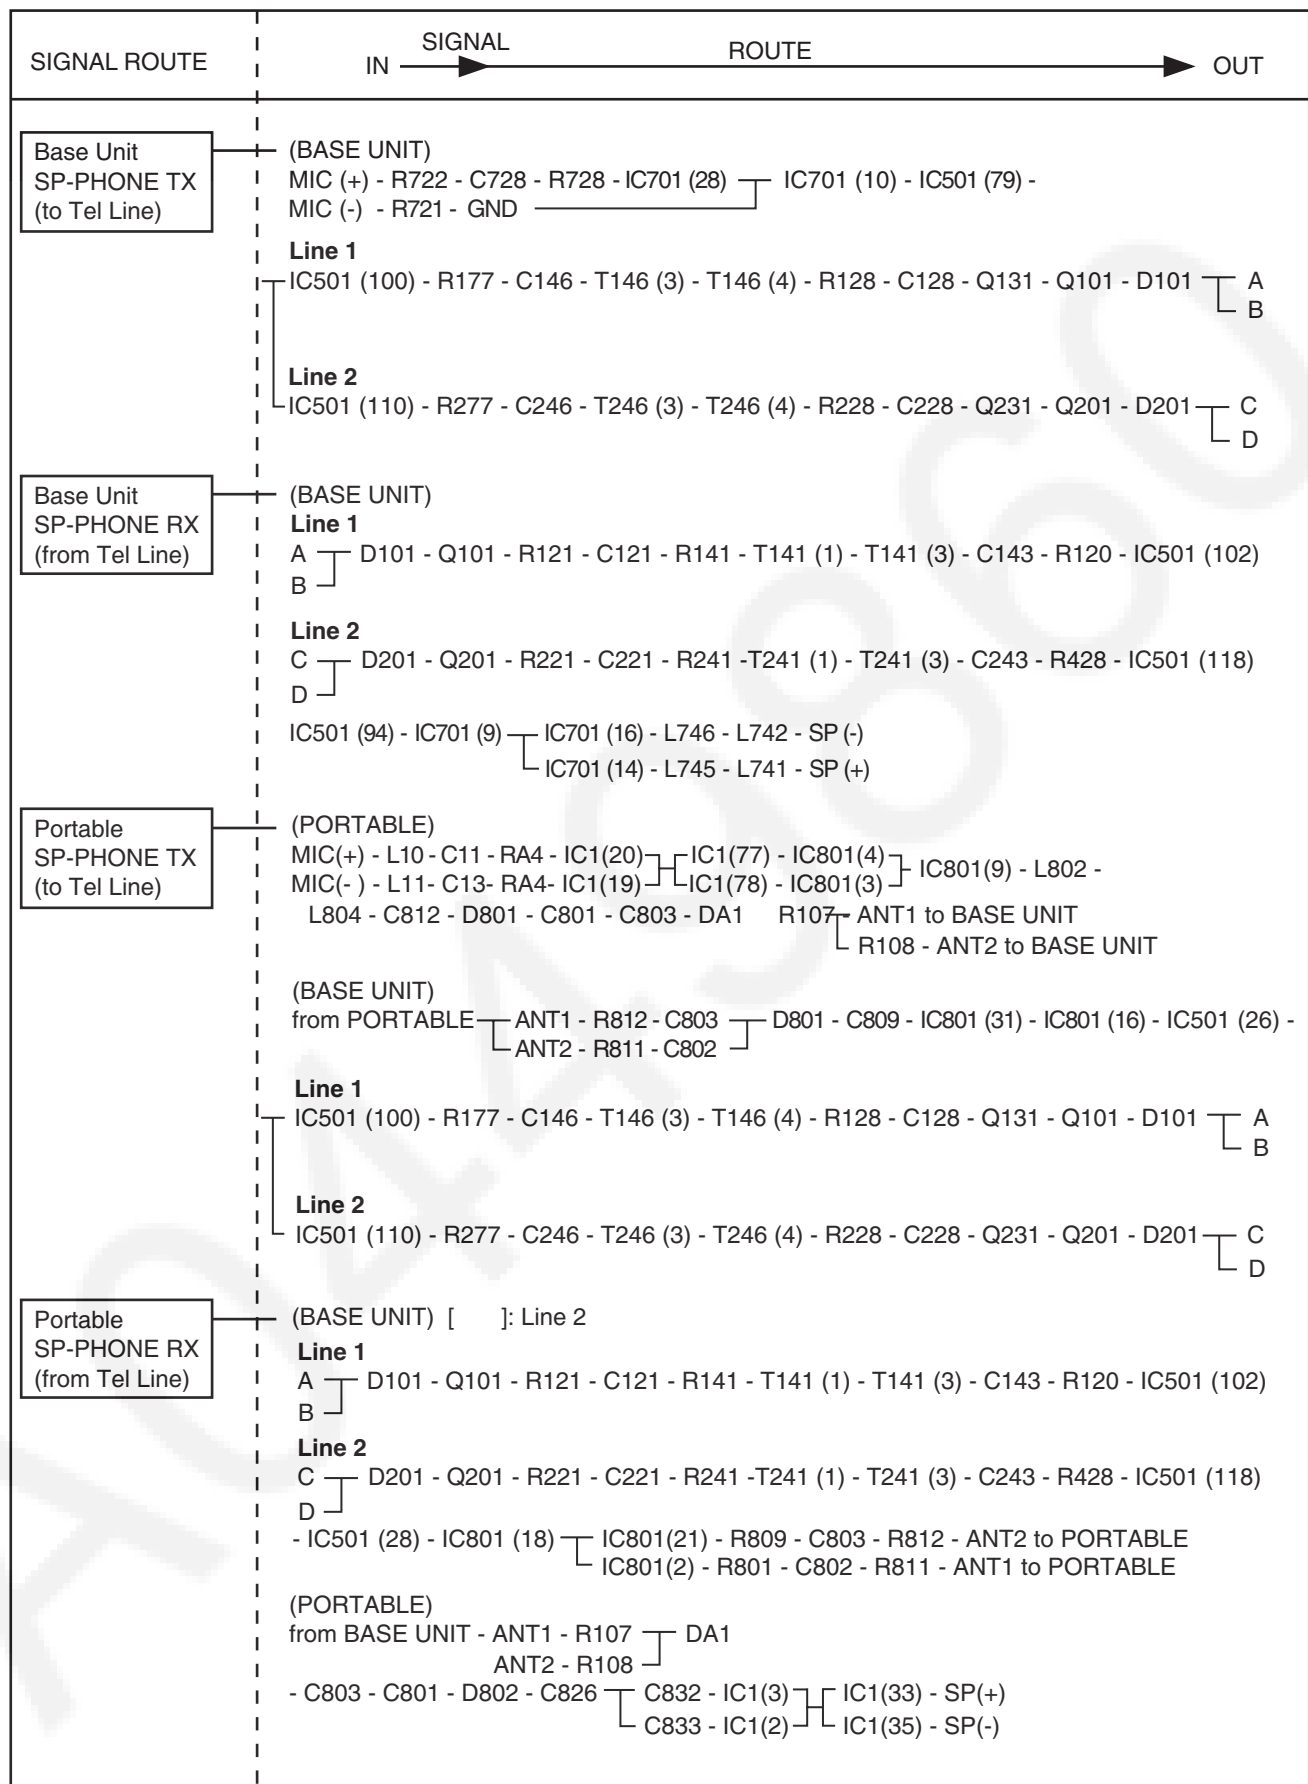 SIGNAL ROUTE
IN SIGNAL ROUTE OUT
Base Unit
SP-PHONE TX
(to Tel Line)
(BASE UNIT)
MIC (+) - R722 - C728 - R728 - IC701 (28) IC701 (10) - IC501 (79) -
MIC (-) - R721 - GND
Line 1
IC501 (100) - R177 - C146 - T146 (3) - T146 (4) - R128 - C128 - Q131 - Q101 - D101 A
B
Line 2
IC501 (110) - R277 - C246 - T246 (3) - T246 (4) - R228 - C228 - Q231 - Q201 - D201 C
D
Base Unit
SP-PHONE RX
(from Tel Line)
(BASE UNIT)
Line 1
A D101 - Q101 - R121 - C121 - R141 - T141 (1) - T141 (3) - C143 - R120 - IC501 (102)
B
Line 2
C D201 - Q201 - R221 - C221 - R241 -T241 (1) - T241 (3) - C243 - R428 - IC501 (118)
D
IC501 (94) - IC701 (9) IC701 (16) - L746 - L742 - SP (-)
IC701 (14) - L745 - L741 - SP (+)
Portable
SP-PHONE TX
(to Tel Line)
(PORTABLE)
MIC(+) - L10 - C11 - RA4 - IC1(20) IC1(77) - IC801(4) IC801(9) - L802 -
MIC(- ) - L11- C13- RA4- IC1(19) IC1(78) - IC801(3)
L804 - C812 - D801 - C801 - C803 - DA1 R107 - ANT1 to BASE UNIT
R108 - ANT2 to BASE UNIT
(BASE UNIT)
from PORTABLE ANT1 - R812 - C803 D801 - C809 - IC801 (31) - IC801 (16) - IC501 (26) -
ANT2 - R811 - C802
Line 1
IC501 (100) - R177 - C146 - T146 (3) - T146 (4) - R128 - C128 - Q131 - Q101 - D101 A
B
Line 2
IC501 (110) - R277 - C246 - T246 (3) - T246 (4) - R228 - C228 - Q231 - Q201 - D201 C
D
Portable
SP-PHONE RX
(from Tel Line)
(BASE UNIT) [ ]: Line 2
Line 1
A D101 - Q101 - R121 - C121 - R141 - T141 (1) - T141 (3) - C143 - R120 - IC501 (102)
B
Line 2
C D201 - Q201 - R221 - C221 - R241 -T241 (1) - T241 (3) - C243 - R428 - IC501 (118)
D
- IC501 (28) - IC801 (18) IC801(21) - R809 - C803 - R812 - ANT2 to PORTABLE
IC801(2) - R801 - C802 - R811 - ANT1 to PORTABLE
(PORTABLE)
from BASE UNIT - ANT1 - R107 DA1
ANT2 - R108
- C803 - C801 - D802 - C826 C832 - IC1(3) IC1(33) - SP(+)
C833 - IC1(2) IC1(35) - SP(-)
A0449860